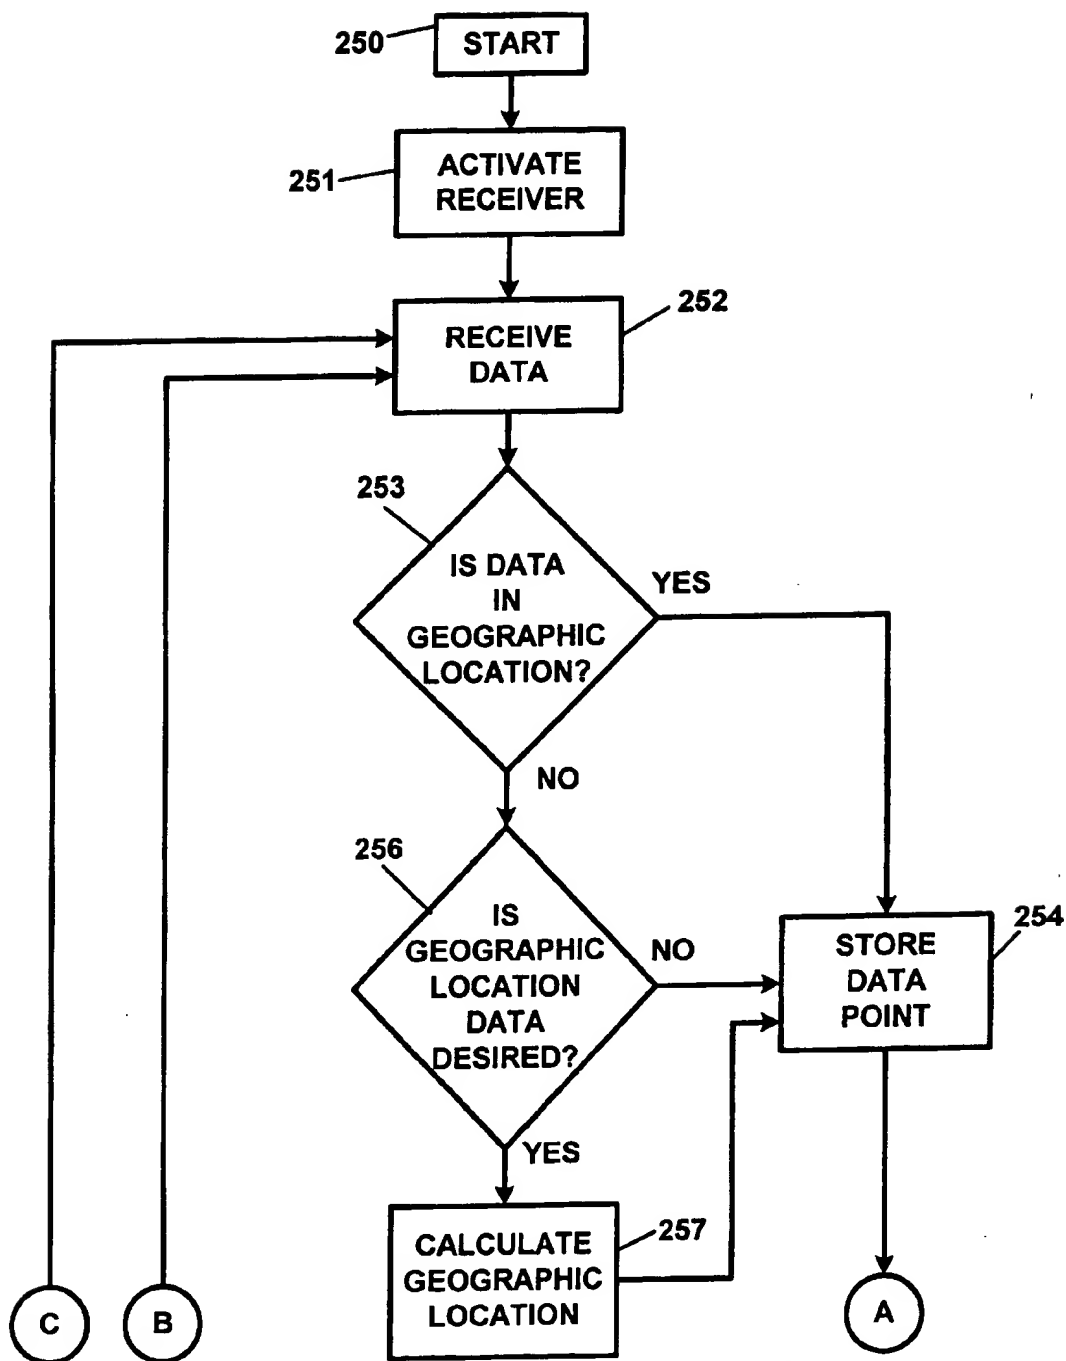 250
START
251
ACTIVATE
RECEIVER
252
RECEIVE
DATA
253
IS DATA
IN
GEOGRAPHIC
LOCATION?
YES
NO
256
IS
GEOGRAPHIC
LOCATION
DATA
DESIRED?
NO
254
STORE
DATA
POINT
YES
257
CALCULATE
GEOGRAPHIC
LOCATION
C
B
A